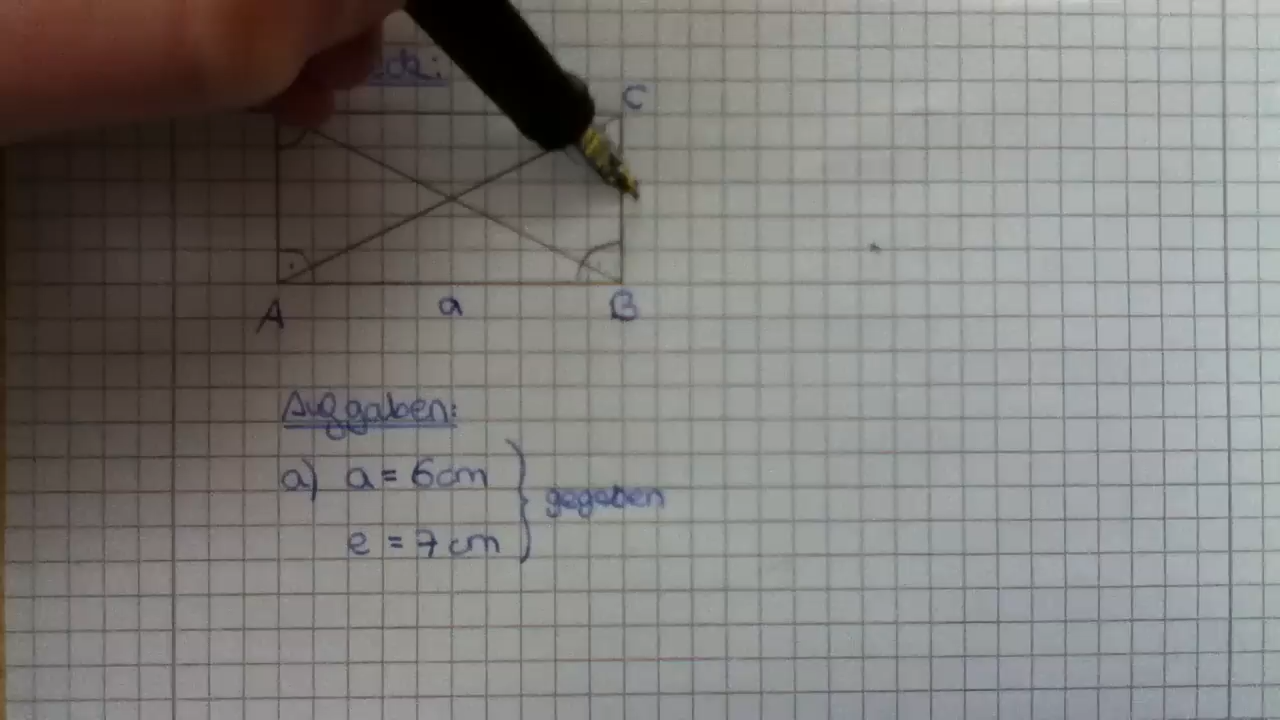 C
A a B
Aufgaben:
a) a = 6cm
gegeben
e = 7cm